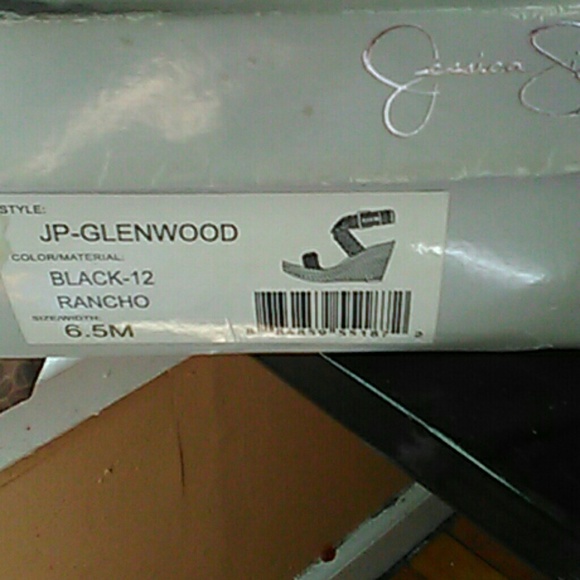 Jessica
STYLE:
JP-GLENWOOD
COLOR/MATERIAL:
BLACK-12
RANCHO
SIZE/WIDTH:
6.5M